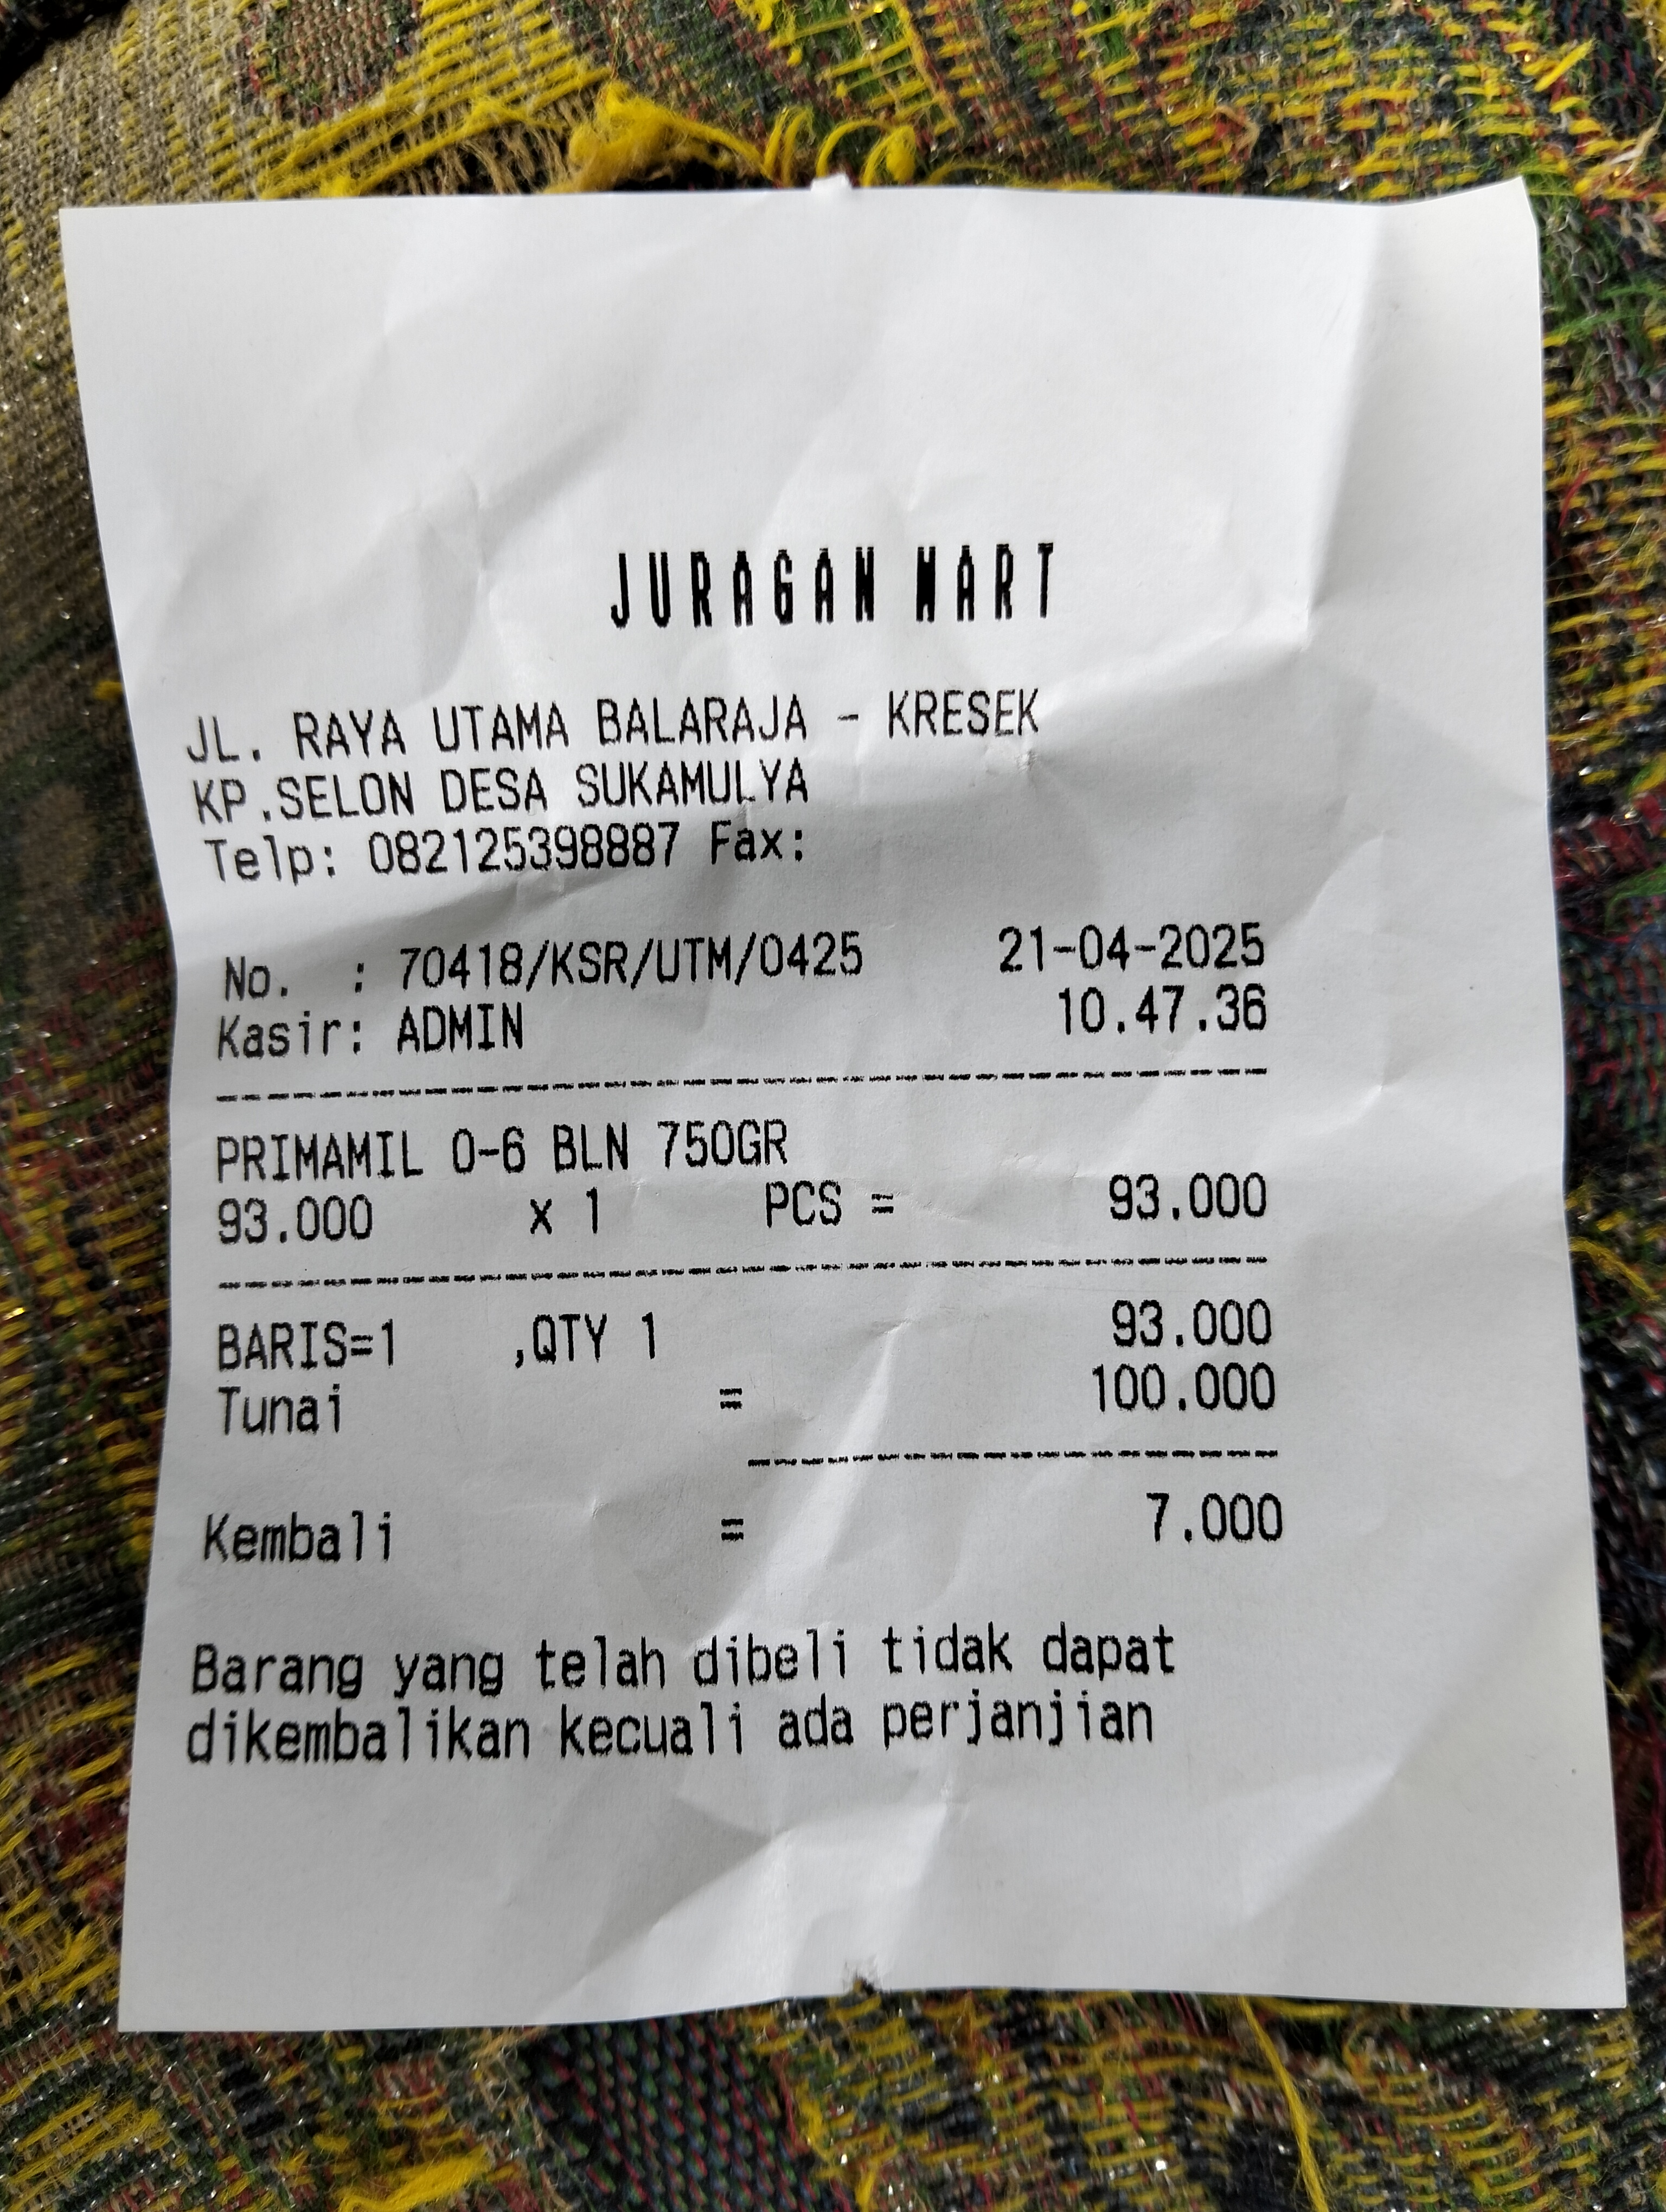 JURAGAN MART
JL. RAYA UTAMA BALARAJA - KRESEK
KP.SELON DESA SUKAMULYA
Telp: 082125398887 Fax:
No. : 70418/KSR/UTM/0425 21-04-2025
Kasir: ADMIN 10.47.36
PRIMAMIL 0-6 BLN 750GR
93.000 x 1 PCS = 93.000
BARIS=1 ,QTY 1 93.000
Tunai = 100.000
Kembali = 7.000
Barang yang telah dibeli tidak dapat
dikembalikan kecuali ada perjanjian